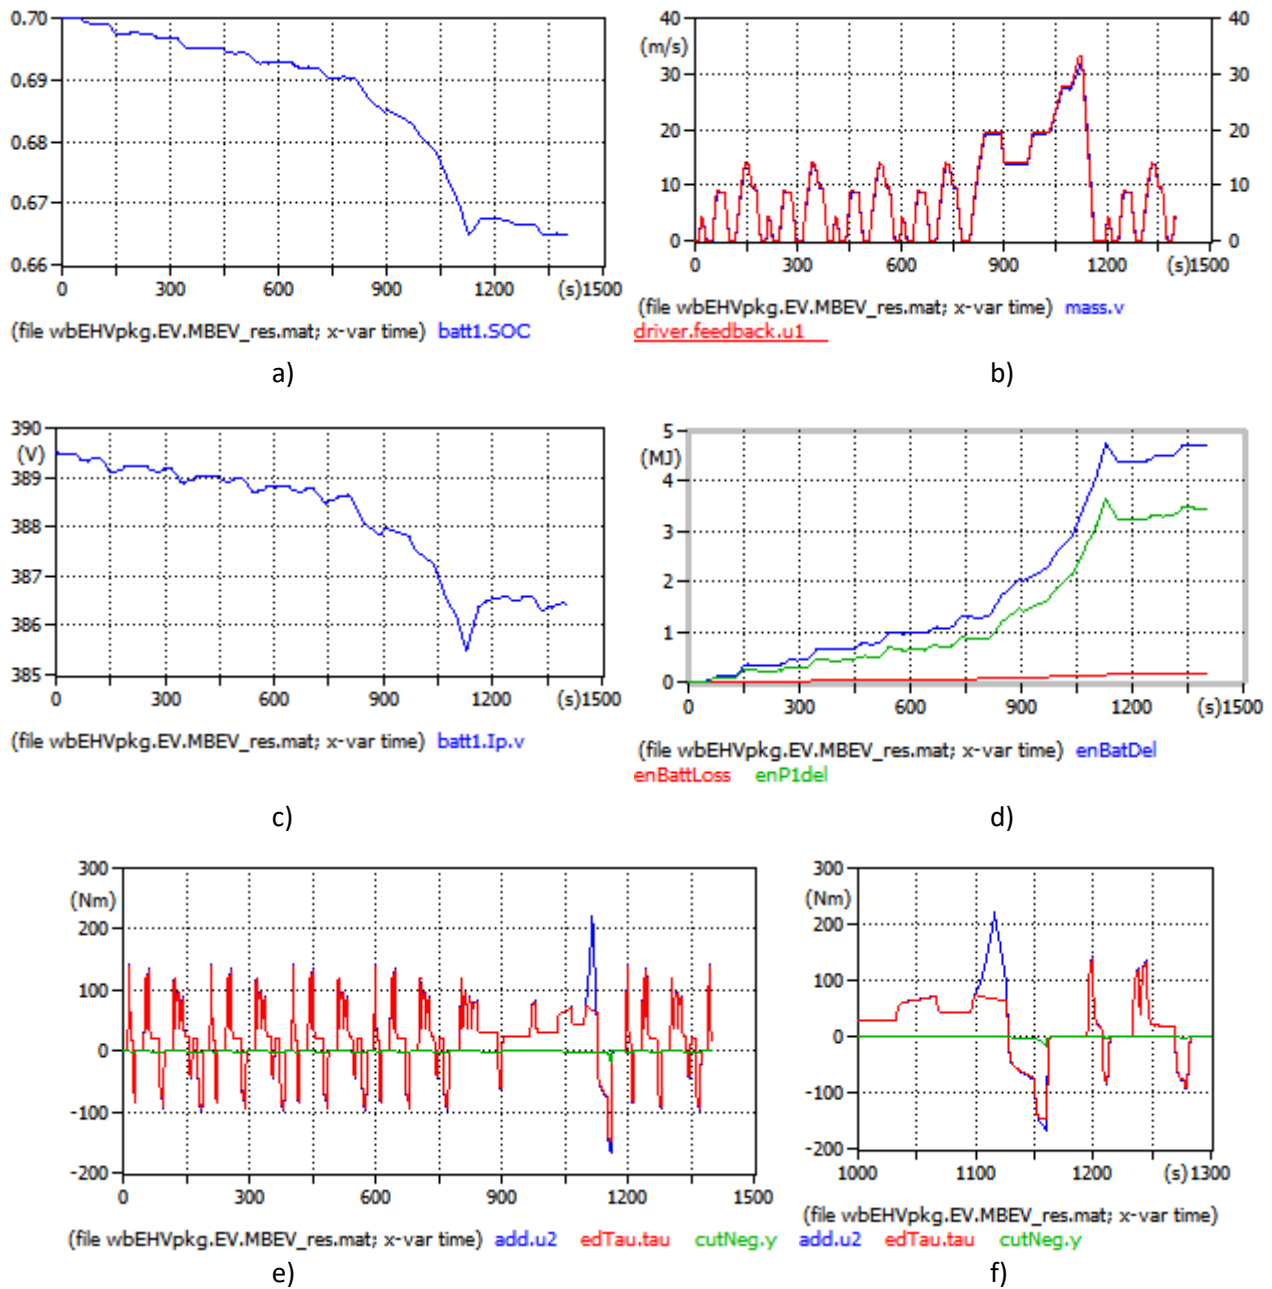 0.70
0.69
0.68
0.67
0.66
0 300 600 900 1200 (s)1500
(file wbEHVpkg.EV.MBEV_res.mat; x-var time) batt1.SOC
a)
40 40
(m/s)
30 30
20 20
10 10
0 0
0 300 600 900 1200 (s)1500
(file wbEHVpkg.EV.MBEV_res.mat; x-var time) mass.v
driver.feedback.u1
b)
390
(V)
389
388
387
386
385
0 300 600 900 1200 (s)1500
(file wbEHVpkg.EV.MBEV_res.mat; x-var time) batt1.Ip.v
c)
5
(MJ)
4
3
2
1
0
0 300 600 900 1200 (s)1500
(file wbEHVpkg.EV.MBEV_res.mat; x-var time) enBatDel
enBattLoss enP1del
d)
300
(Nm)
200
100
0
-100
-200
0 300 600 900 1200 1500
(file wbEHVpkg.EV.MBEV_res.mat; x-var time) add.u2 edTau.tau cutNeg.y
e)
300
(Nm)
200
100
0
-100
-200
1000 1100 1200 (s)1300
(file wbEHVpkg.EV.MBEV_res.mat; x-var time)
add.u2 edTau.tau cutNeg.y
f)